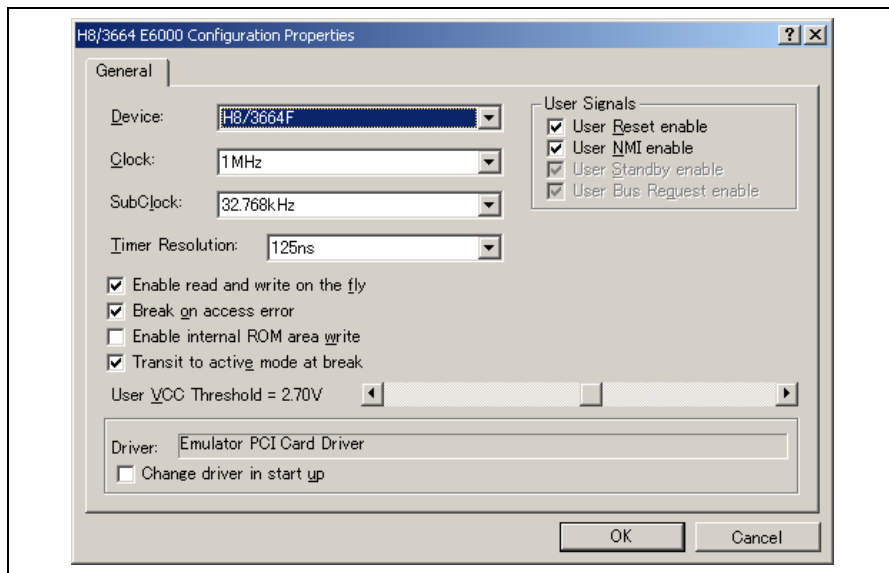 H8/3664 E6000 Configuration Properties
General
Device: H8/3664F
Clock: 1MHz
SubClock: 32.768kHz
Timer Resolution: 125ns
User Signals
User Reset enable
User NMI enable
User Standby enable
User Bus Request enable
Enable read and write on the fly
Break on access error
Enable internal ROM area write
Transit to active mode at break
User VCC Threshold = 2.70V
Driver: Emulator PCI Card Driver
Change driver in start up
OK Cancel